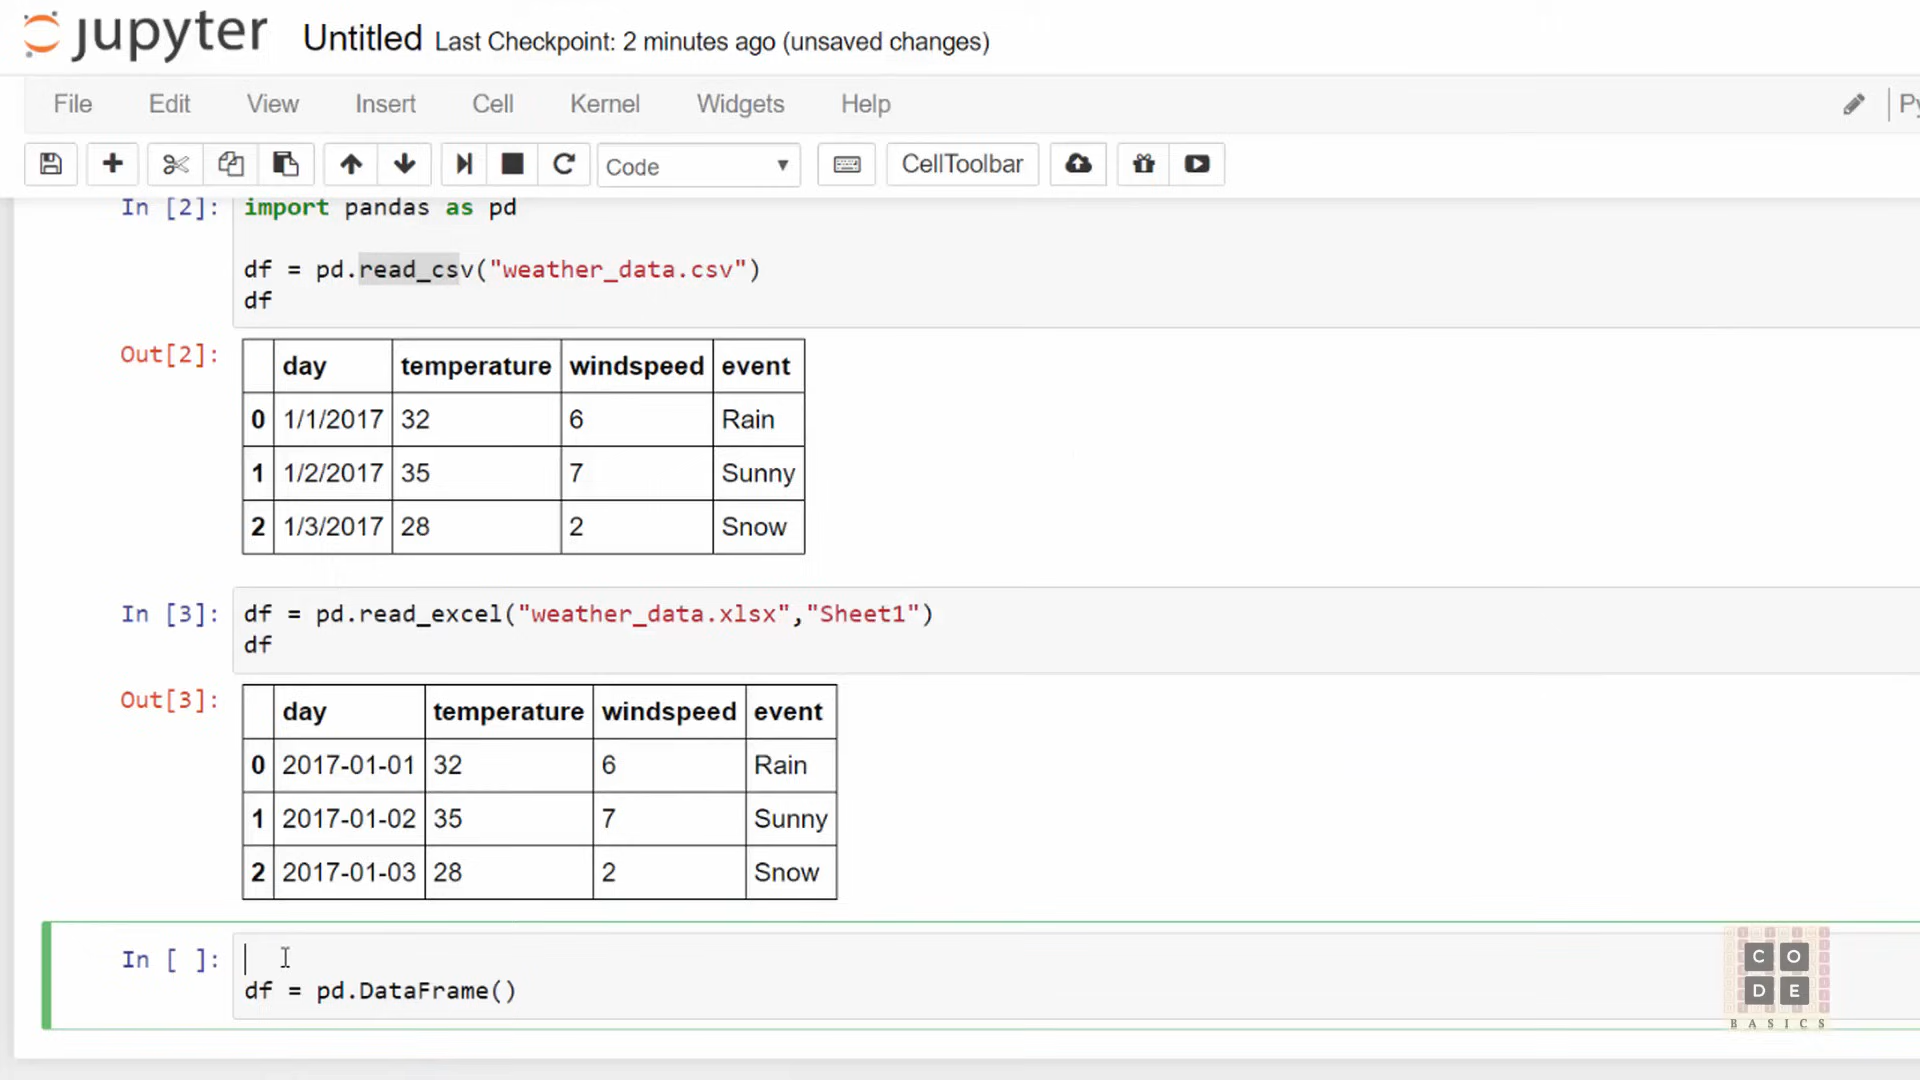 jupyter Untitled Last Checkpoint: 2 minutes ago (unsaved changes)
File Edit View Insert Cell Kernel Widgets Help
Code CellToolbar
In [2]: import pandas as pd
df = pd.read_csv("weather_data.csv")
df
Out[2]: day temperature windspeed event
0 1/1/2017 32 6 Rain
1 1/2/2017 35 7 Sunny
2 1/3/2017 28 2 Snow
In [3]: df = pd.read_excel("weather_data.xlsx","Sheet1")
df
Out[3]: day temperature windspeed event
0 2017-01-01 32 6 Rain
1 2017-01-02 35 7 Sunny
2 2017-01-03 28 2 Snow
In [ ]:
df = pd.DataFrame()
CODE
BASICS